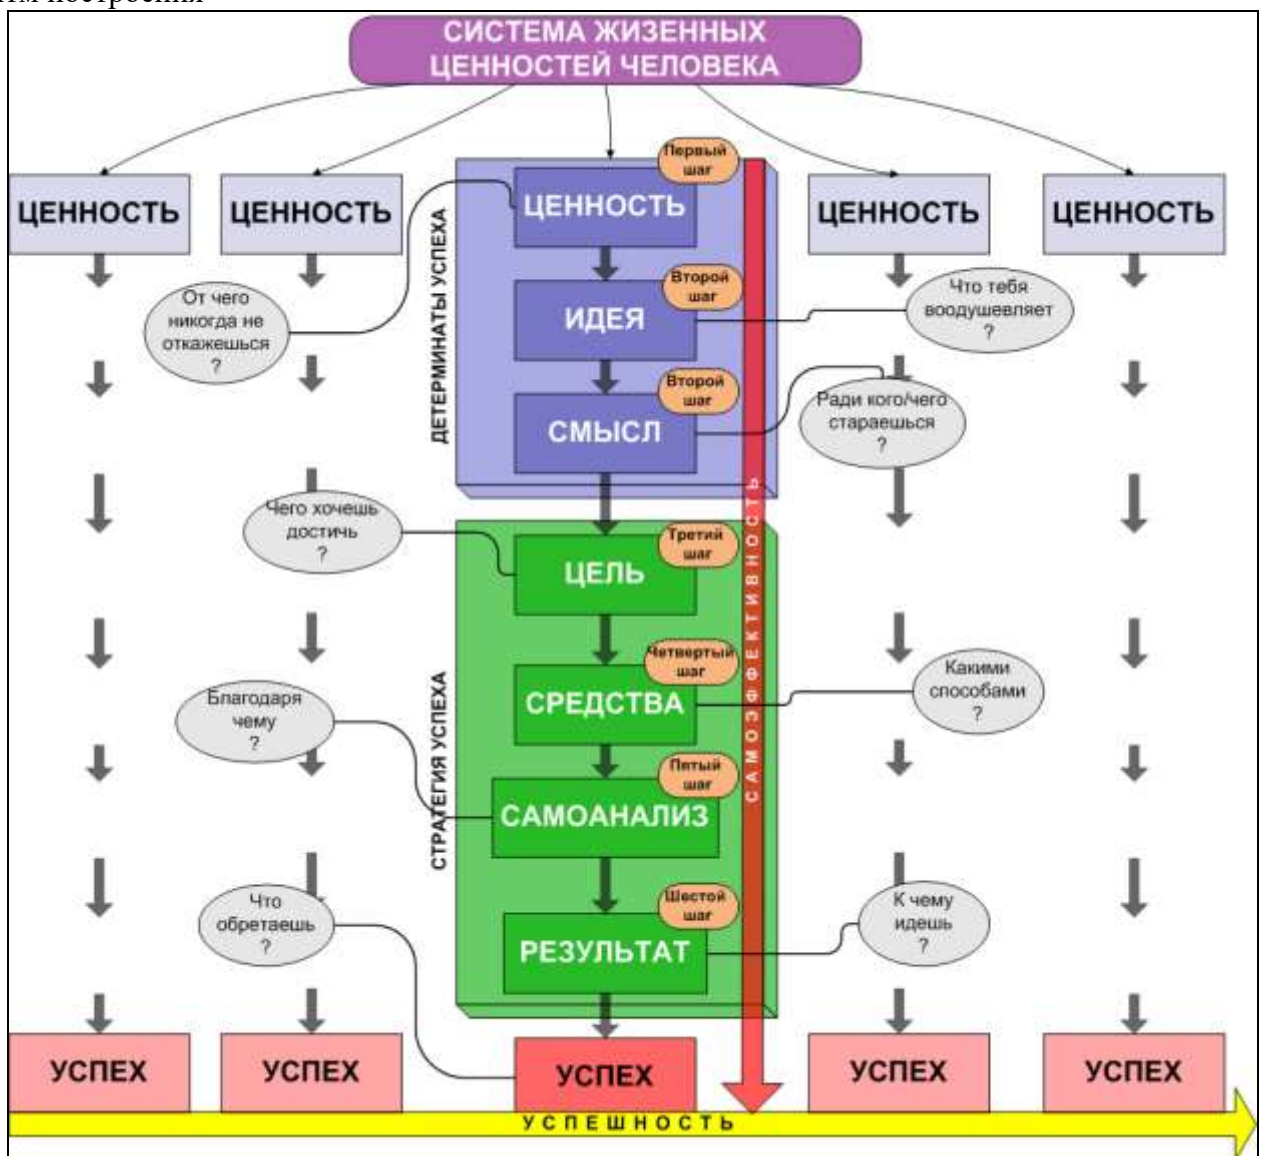 СИСТЕМА ЖИЗЕННЫХ
ЦЕННОСТЕЙ ЧЕЛОВЕКА
Первый
шаг
ЦЕННОСТЬ
ЦЕННОСТЬ
ЦЕННОСТЬ
ЦЕННОСТЬ
ЦЕННОСТЬ
ДЕТЕРМИНАТЫ УСПЕХА
От чего
никогда не
откажешься
?
Второй
шаг
ИДЕЯ
Что тебя
воодушевляет
?
Второй
шаг
СМЫСЛ
Ради кого/чего
стараешься
?
Чего хочешь
достичь
?
Третий
шаг
ЦЕЛЬ
САМОЭФФЕКТИВНОСТЬ
СТРАТЕГИЯ УСПЕХА
Четвертый
шаг
СРЕДСТВА
Какими
способами
?
Благодаря
чему
?
Пятый
шаг
САМОАНАЛИЗ
Что
обретаешь
?
Шестой
шаг
РЕЗУЛЬТАТ
К чему
идешь
?
УСПЕХ
УСПЕХ
УСПЕХ
УСПЕХ
УСПЕХ
УСПЕШНОСТЬ